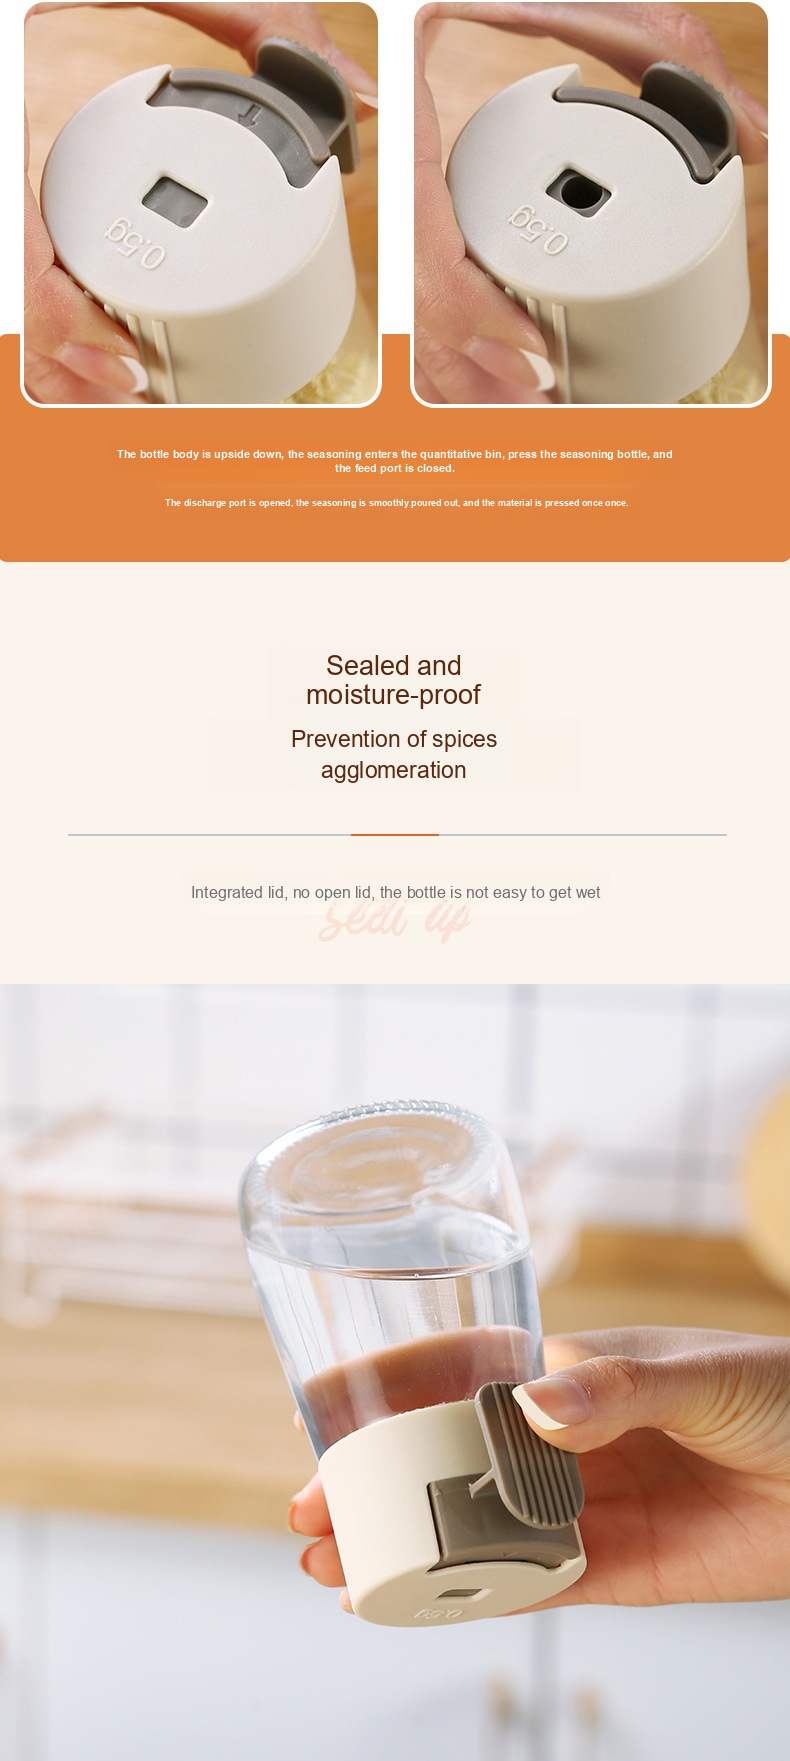 0.5g
0.5g
The bottle body is upside down, the seasoning enters the quantitative bin, press the seasoning bottle, and
the feed port is closed.
The discharge port is opened, the seasoning is smoothly poured out, and the material is pressed once once.
Sealed and
moisture-proof
Prevention of spices
agglomeration
Integrated lid, no open lid, the bottle is not easy to get wet
up
0.5g